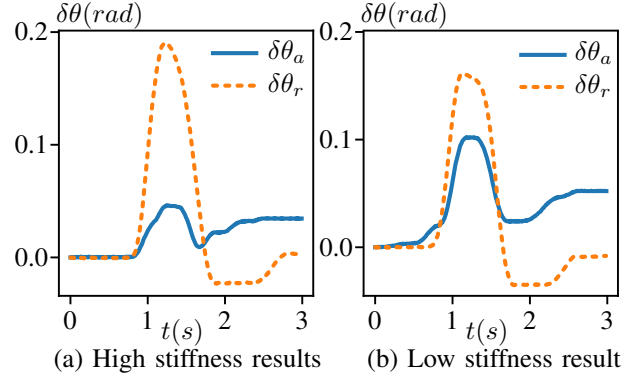 δθ(rad)
0.2
0.1
0.0
δθ_a
δθ_r
0 1 2 3
t(s)
(a) High stiffness results
δθ(rad)
0.2
0.1
0.0
δθ_a
δθ_r
0 1 2 3
t(s)
(b) Low stiffness result